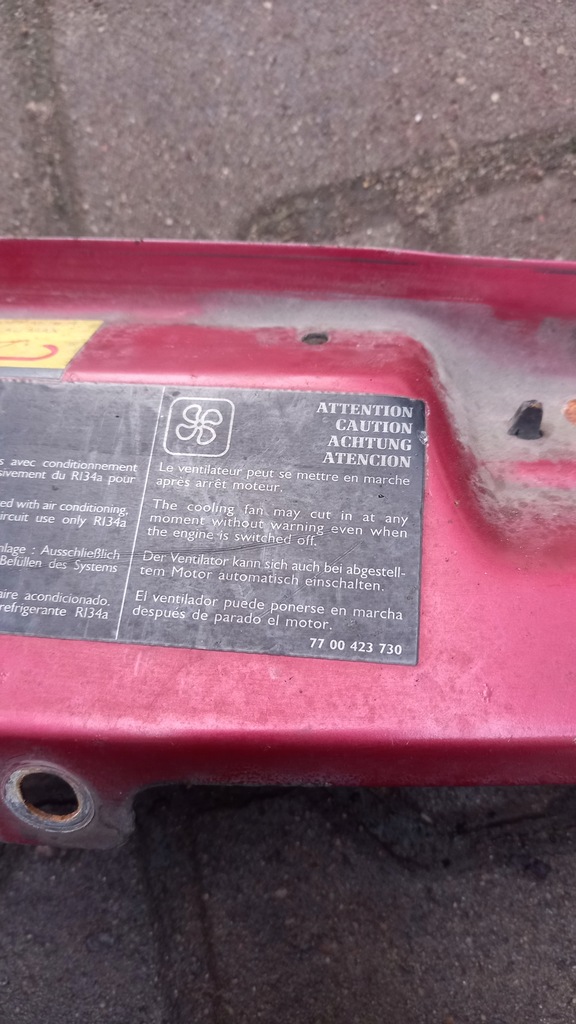 ATTENTION
CAUTION
ACHTUNG
ATENCION
s avec conditionnement
sivement du R134a pour
red with air conditioning,
ircuit use only R134a
nlage : Ausschließlich
Befüllen des Systems
aire acondicionado.
refrigerante R134a
Le ventilateur peut se mettre en marche
après arrêt moteur.
The cooling fan may cut in at any
moment without warning even when
the engine is switched off.
Der Ventilator kann sich auch bei abgestell-
tem Motor automatisch einschalten.
El ventilador puede ponerse en marcha
después de parado el motor.
77 00 423 730